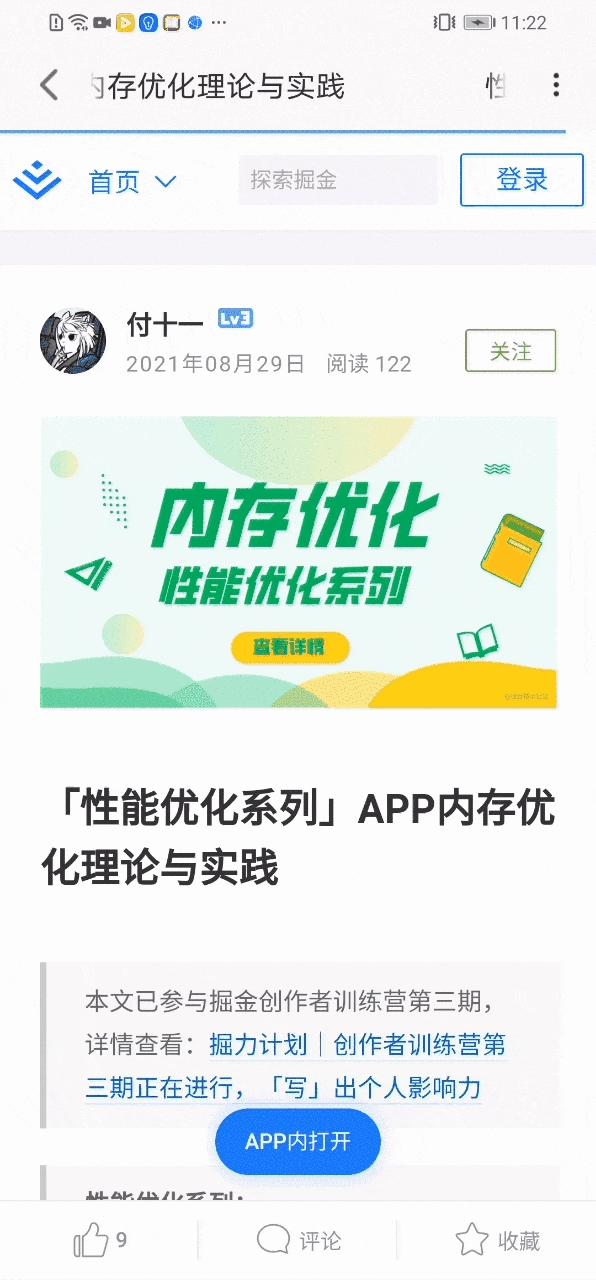 11:22
内存优化理论与实践
性
首页
探索掘金
登录
付十一 Lv3
2021年08月29日 阅读 122
关注
内存优化
性能优化系列
查看详情
「性能优化系列」APP内存优
化理论与实践
本文已参与掘金创作者训练营第三期，
详情查看：掘力计划｜创作者训练营第
三期正在进行，「写」出个人影响力
APP内打开
性能优化系列：
9
评论
收藏